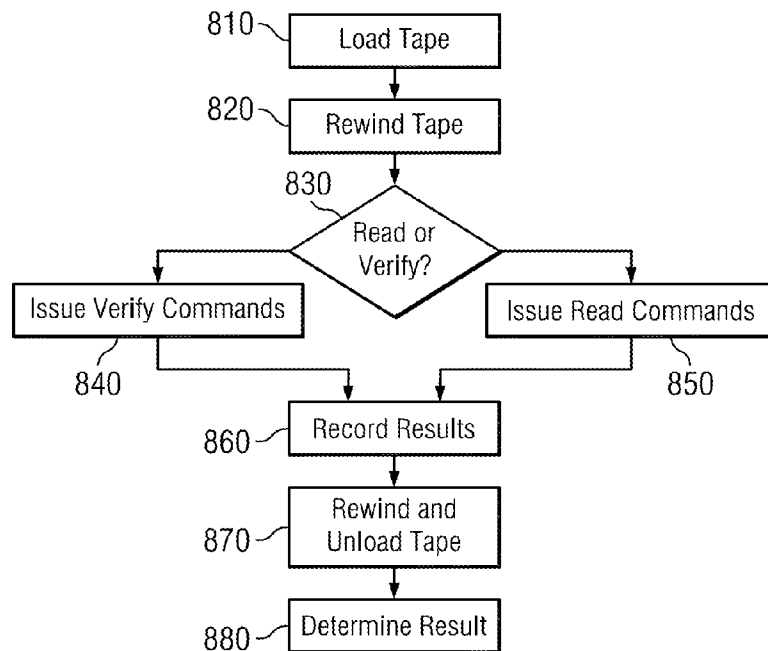 810
Load Tape
820
Rewind Tape
830
Read or
Verify?
Issue Verify Commands
Issue Read Commands
840
850
860
Record Results
870
Rewind and
Unload Tape
880
Determine Result